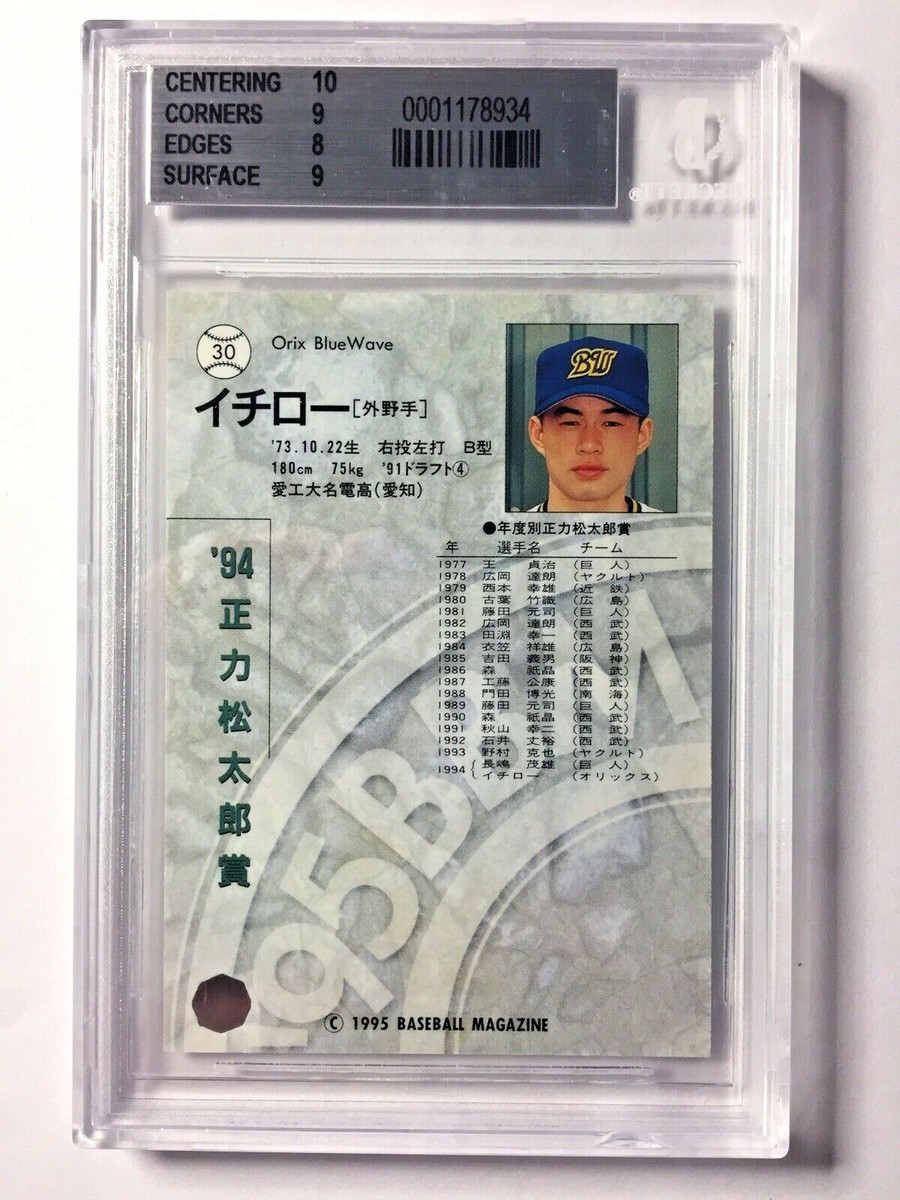 CENTERING 10
CORNERS 9
EDGES 8
SURFACE 9
0001178934
30
Orix BlueWave
BW
イチロー[外野手]
'73.10.22生 右投左打 B型
180cm 75kg '91ドラフト④
愛工大名電高(愛知)
'94正力松太郎賞
●年度別正力松太郎賞
年 選手名 チーム
1977 王 貞治 (巨人)
1978 広岡 達朗 (ヤクルト)
1979 西本 幸雄 (近鉄)
1980 古葉 竹識 (広島)
1981 藤田 元司 (巨人)
1982 広岡 達朗 (西武)
1983 田淵 幸一 (西武)
1984 衣笠 祥雄 (広島)
1985 吉田 義男 (阪神)
1986 森 祇晶 (西武)
1987 工藤 公康 (西武)
1988 門田 博光 (南海)
1989 藤田 元司 (巨人)
1990 森 祇晶 (西武)
1991 秋山 幸二 (西武)
1992 石井 丈裕 (西武)
1993 野村 克也 (ヤクルト)
1994 { 長嶋 茂雄 (巨人)
イチロー (オリックス)
1995 BBM
© 1995 BASEBALL MAGAZINE